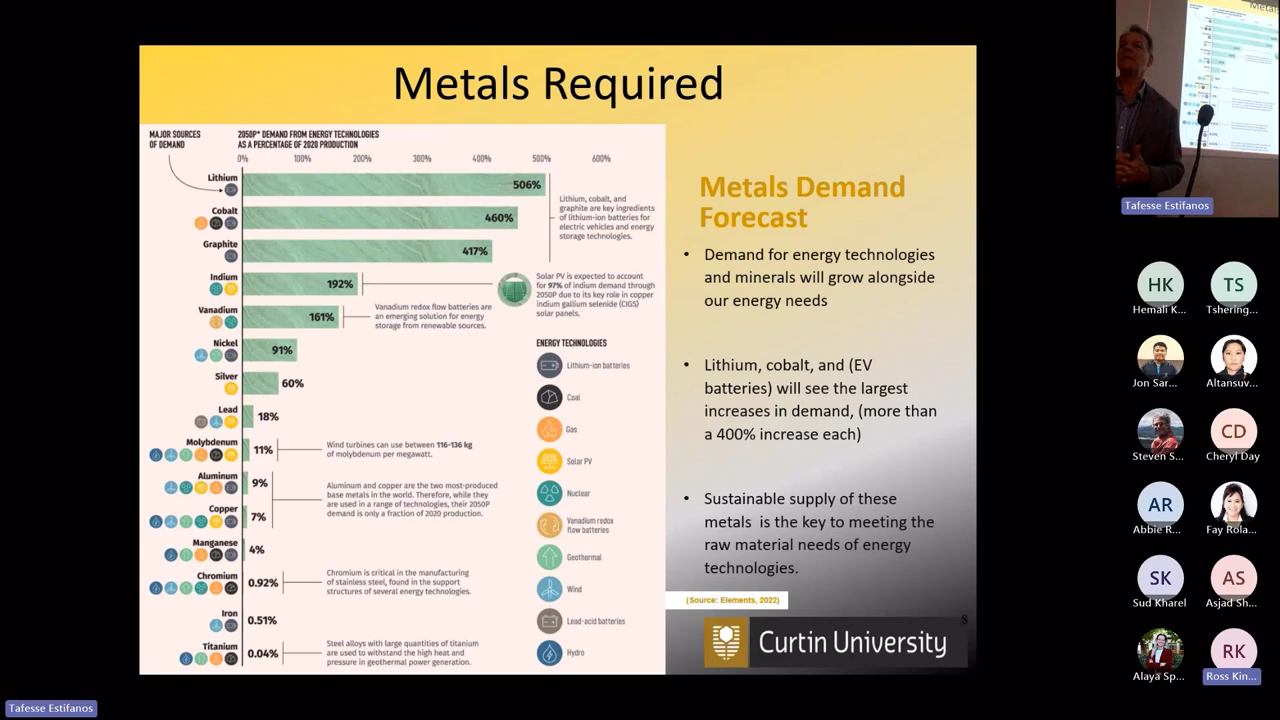 Metals Required
MAJOR SOURCES
OF DEMAND
2050P* DEMAND FROM ENERGY TECHNOLOGIES
AS A PERCENTAGE OF 2020 PRODUCTION
0% 100% 200% 300% 400% 500% 600%
Lithium 506%
Cobalt 460%
Graphite 417%
Lithium, cobalt, and
graphite are key ingredients
of lithium-ion batteries for
electric vehicles and energy
storage technologies.
Indium 192%
Solar PV is expected to account
for 97% of indium demand through
2050P due to its key role in copper
indium gallium selenide (CIGS)
solar panels.
Vanadium 161%
Vanadium redox flow batteries are
an emerging solution for energy
storage from renewable sources.
Nickel 91%
Silver 60%
Lead 18%
Molybdenum 11%
Wind turbines can use between 116-136 kg
of molybdenum per megawatt.
Aluminum 9%
Copper 7%
Aluminum and copper are the two most-produced
base metals in the world. Therefore, while they
are used in a range of technologies, their 2050P
demand is only a fraction of 2020 production.
Manganese 4%
Chromium 0.92%
Chromium is critical in the manufacturing
of stainless steel, found in the support
structures of several energy technologies.
Iron 0.51%
Titanium 0.04%
Steel alloys with large quantities of titanium
are used to withstand the high heat and
pressure in geothermal power generation.
ENERGY TECHNOLOGIES
Lithium-ion batteries
Coal
Gas
Solar PV
Nuclear
Vanadium redox
flow batteries
Geothermal
Wind
Lead-acid batteries
Hydro
Metals Demand
Forecast
• Demand for energy technologies
and minerals will grow alongside
our energy needs
• Lithium, cobalt, and (EV
batteries) will see the largest
increases in demand, (more than
a 400% increase each)
• Sustainable supply of these
metals is the key to meeting the
raw material needs of energy
technologies.
(Source: Elements, 2022)
8
Curtin University
Tafesse Estifanos
Tafesse Estifanos
HK TS
Hemali K... Tshering...
Jon Sar... Altansuv...
CD
Steven S... Cheryl Day
AR
Abbie R... Fay Rola...
SK AS
Sud Kharel Asjad Sh...
RK
Alaya Sp... Ross Kin...